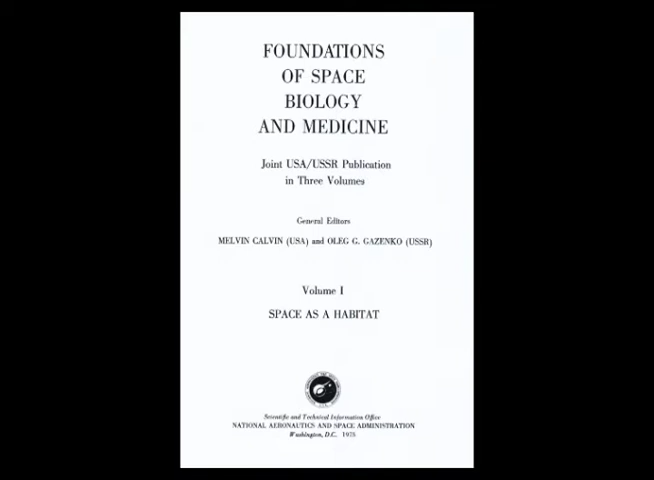 FOUNDATIONS
OF SPACE
BIOLOGY
AND MEDICINE
Joint USA/USSR Publication
in Three Volumes
General Editors
MELVIN CALVIN (USA) and OLEG G. GAZENKO (USSR)
Volume I
SPACE AS A HABITAT
Scientific and Technical Information Office
NATIONAL AERONAUTICS AND SPACE ADMINISTRATION
Washington, D.C. 1975